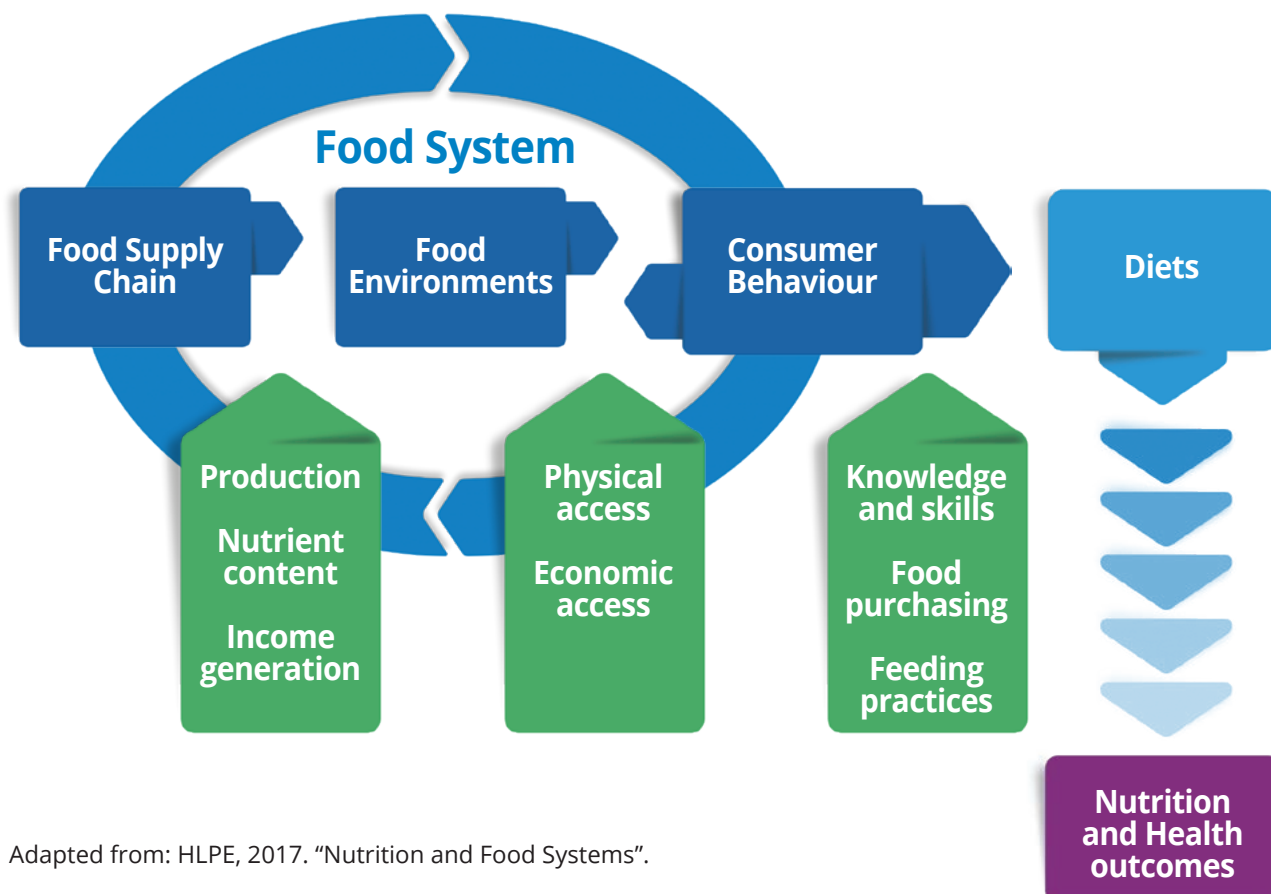 Food System
Food Supply
Chain
Food
Environments
Consumer
Behaviour
Diets
Production
Nutrient
content
Income
generation
Physical
access
Economic
access
Knowledge
and skills
Food
purchasing
Feeding
practices
Nutrition
and Health
outcomes
Adapted from: HLPE, 2017. “Nutrition and Food Systems”.